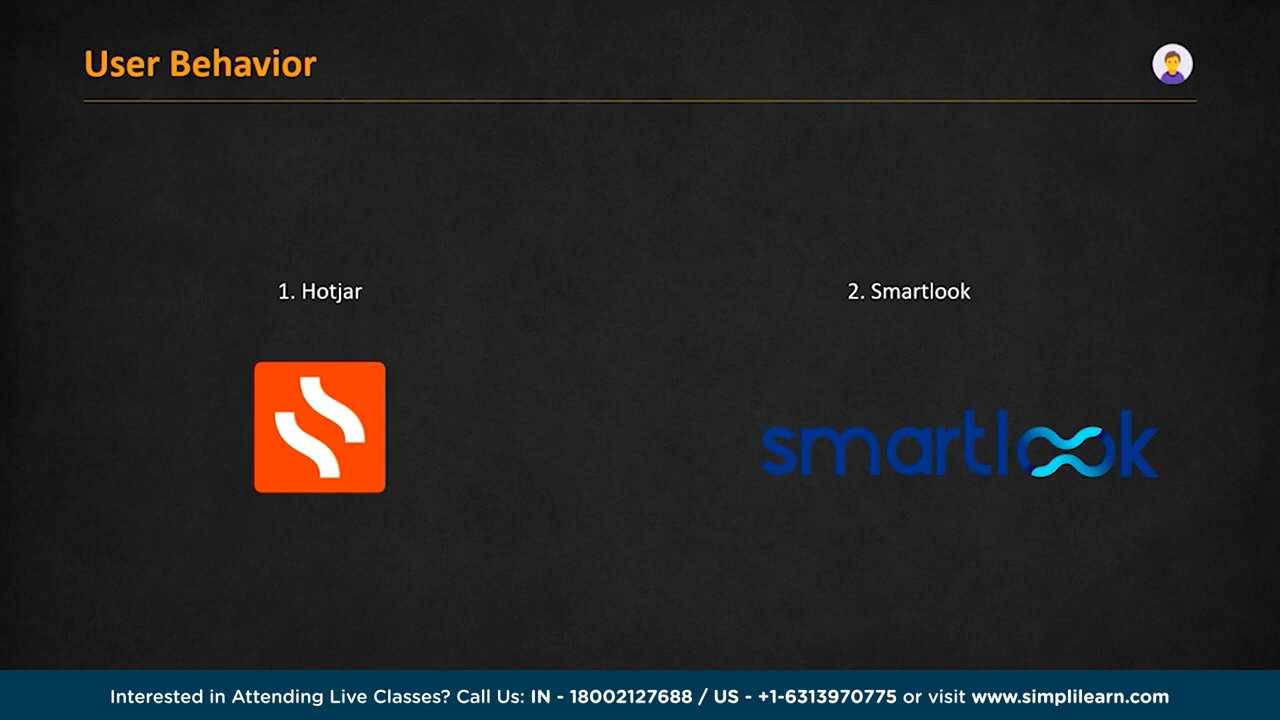 User Behavior
1. Hotjar
2. Smartlook
smartlook
Interested in Attending Live Classes? Call Us: IN - 18002127688 / US - +1-6313970775 or visit www.simplilearn.com